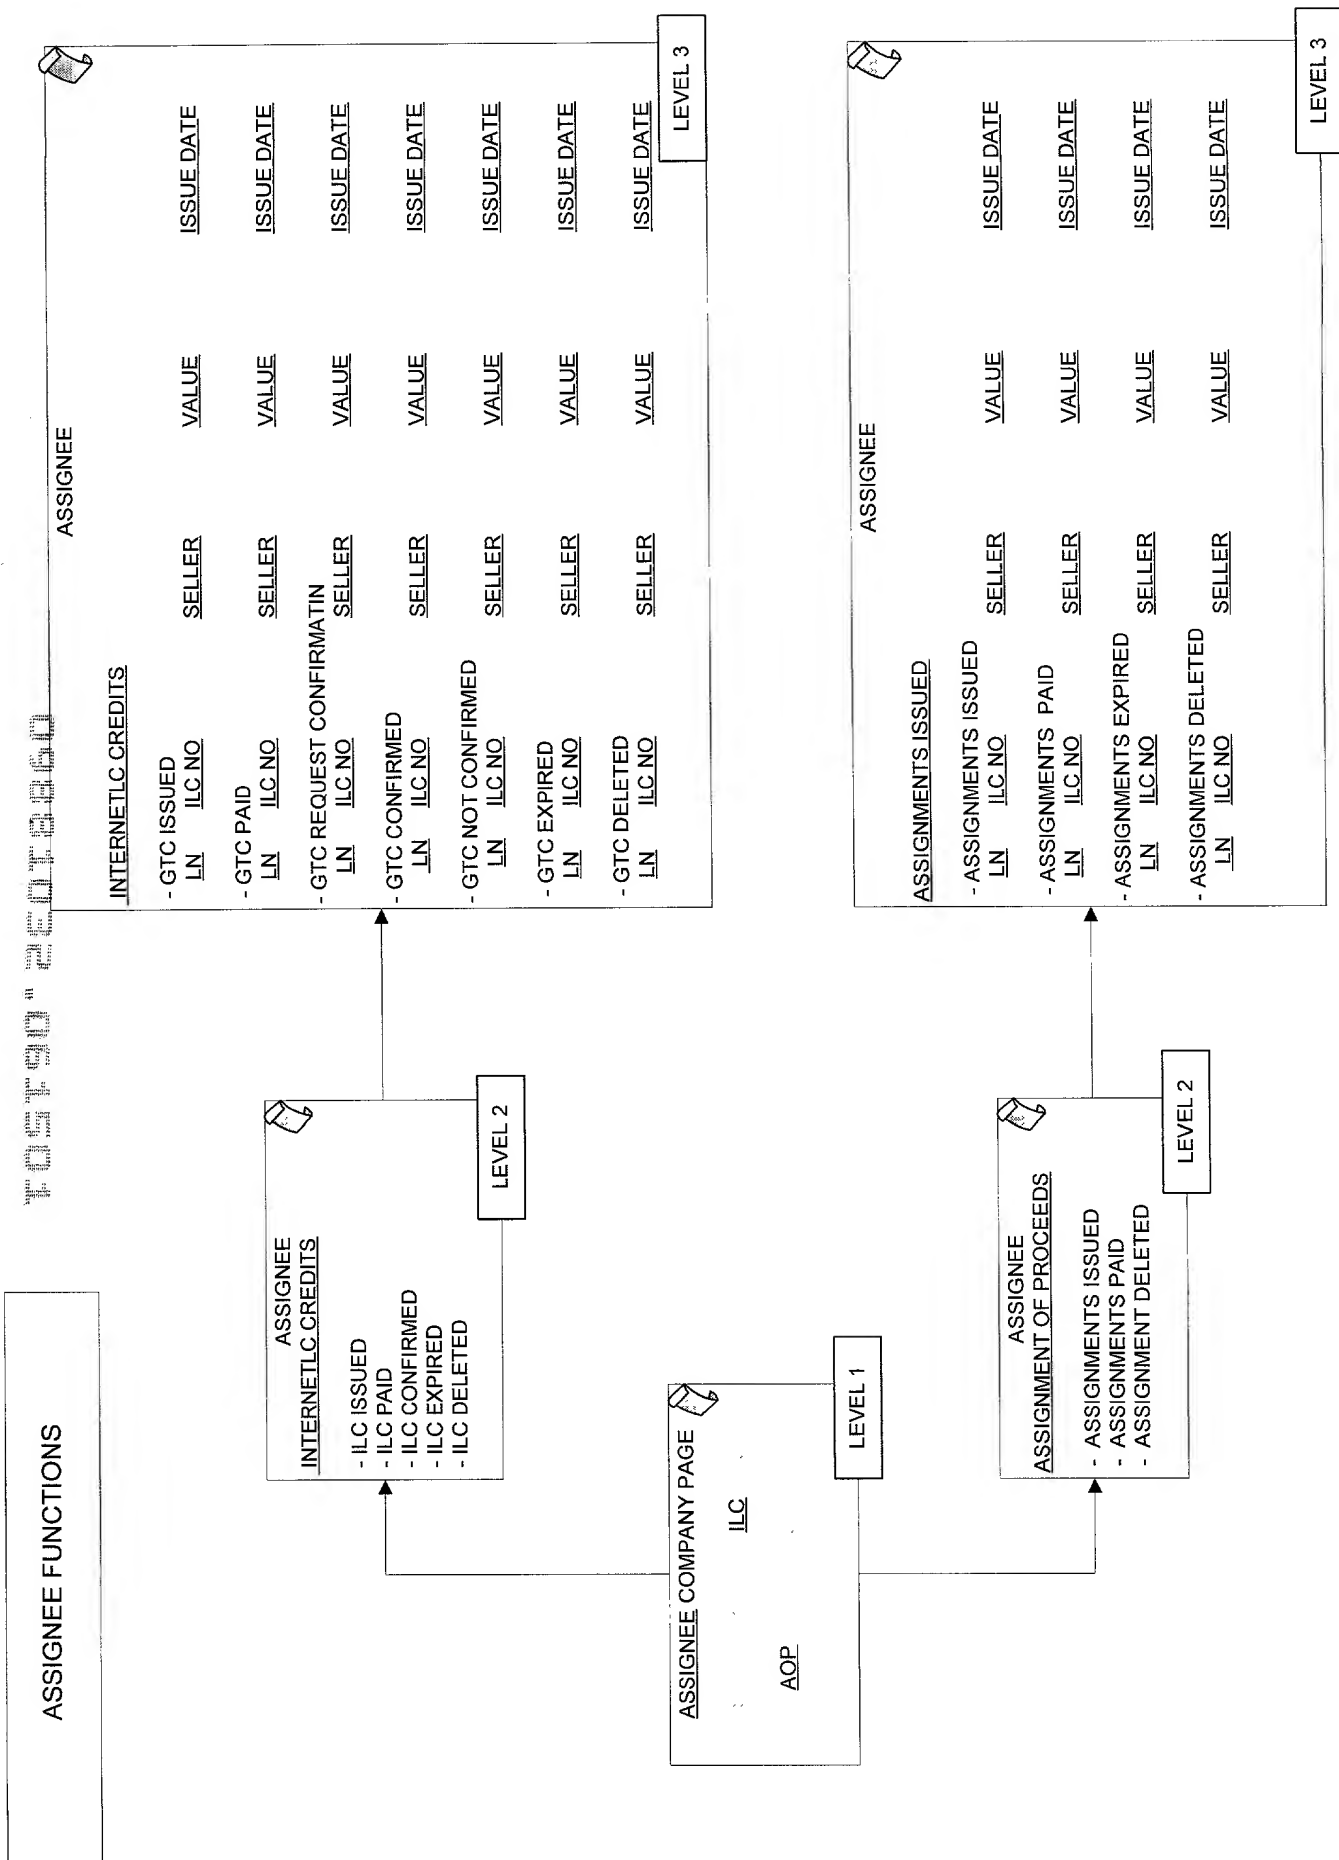 ASSIGNEE FUNCTIONS
ASSIGNEE COMPANY PAGE
ILC
AOP
LEVEL 1
ASSIGNEE
INTERNETLC CREDITS
- ILC ISSUED
- ILC PAID
- ILC CONFIRMED
- ILC EXPIRED
- ILC DELETED
LEVEL 2
ASSIGNEE
ASSIGNMENT OF PROCEEDS
- ASSIGNMENTS ISSUED
- ASSIGNMENTS PAID
- ASSIGNMENT DELETED
LEVEL 2
ASSIGNEE
INTERNETLC CREDITS
- GTC ISSUED
LN ILC NO SELLER VALUE ISSUE DATE
- GTC PAID
LN ILC NO SELLER VALUE ISSUE DATE
- GTC REQUEST CONFIRMATIN
LN ILC NO SELLER VALUE ISSUE DATE
- GTC CONFIRMED
LN ILC NO SELLER VALUE ISSUE DATE
- GTC NOT CONFIRMED
LN ILC NO SELLER VALUE ISSUE DATE
- GTC EXPIRED
LN ILC NO SELLER VALUE ISSUE DATE
- GTC DELETED
LN ILC NO SELLER VALUE ISSUE DATE
LEVEL 3
ASSIGNEE
ASSIGNMENTS ISSUED
- ASSIGNMENTS ISSUED
LN ILC NO SELLER VALUE ISSUE DATE
- ASSIGNMENTS PAID
LN ILC NO SELLER VALUE ISSUE DATE
- ASSIGNMENTS EXPIRED
LN ILC NO SELLER VALUE ISSUE DATE
- ASSIGNMENTS DELETED
LN ILC NO SELLER VALUE ISSUE DATE
LEVEL 3